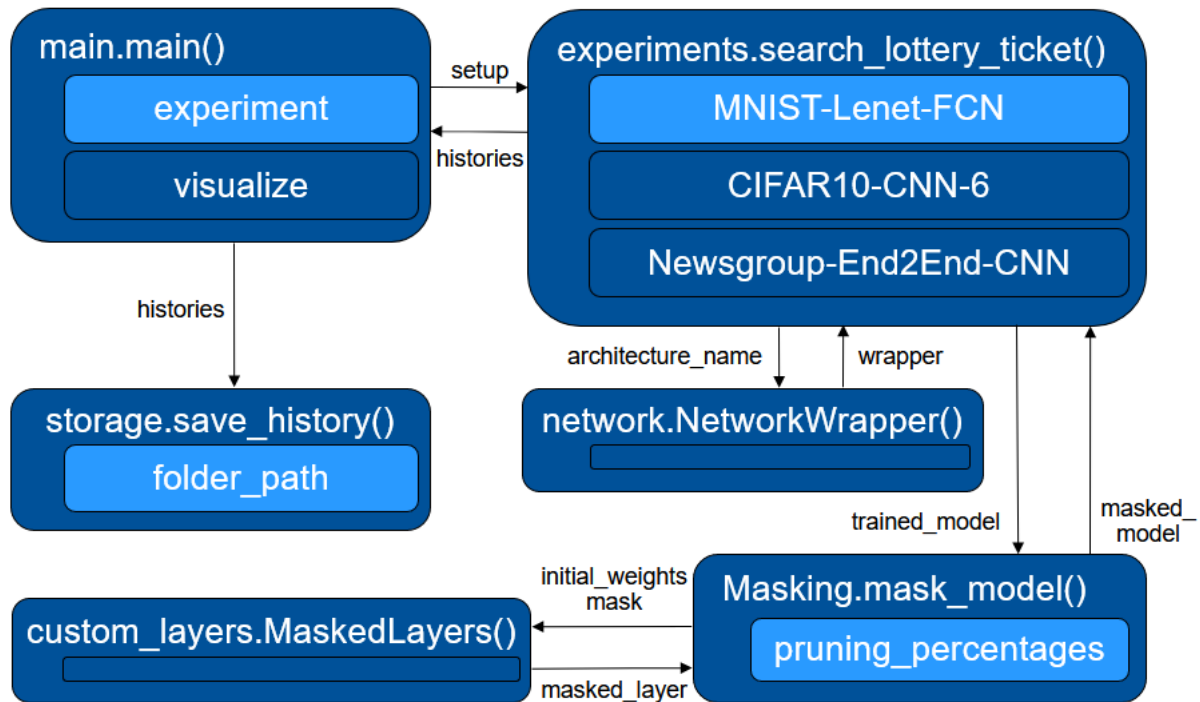 main.main()
experiment
visualize
setup
histories
experiments.search_lottery_ticket()
MNIST-Lenet-FCN
CIFAR10-CNN-6
Newsgroup-End2End-CNN
histories
architecture_name
wrapper
storage.save_history()
folder_path
network.NetworkWrapper()
trained_model
masked_
model
initial_weights
mask
Masking.mask_model()
pruning_percentages
custom_layers.MaskedLayers()
masked_layer